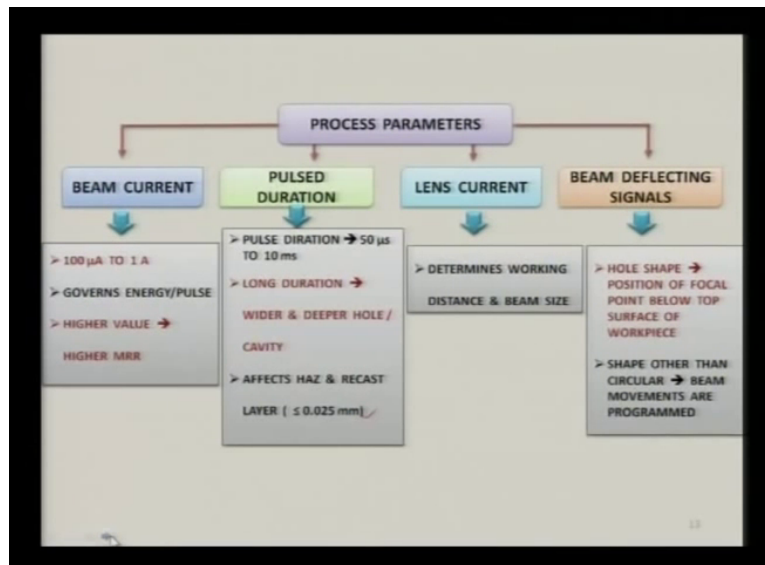 PROCESS PARAMETERS
BEAM CURRENT
➢ 100 µA TO 1 A
➢ GOVERNS ENERGY/PULSE
➢ HIGHER VALUE ➔
HIGHER MRR
PULSED
DURATION
➢ PULSE DIRATION ➔ 50 µs
TO 10 ms
➢ LONG DURATION ➔
WIDER & DEEPER HOLE /
CAVITY
➢ AFFECTS HAZ & RECAST
LAYER ( ≤ 0.025 mm)
LENS CURRENT
➢ DETERMINES WORKING
DISTANCE & BEAM SIZE
BEAM DEFLECTING
SIGNALS
➢ HOLE SHAPE ➔
POSITION OF FOCAL
POINT BELOW TOP
SURFACE OF
WORKPIECE
➢ SHAPE OTHER THAN
CIRCULAR ➔ BEAM
MOVEMENTS ARE
PROGRAMMED
13